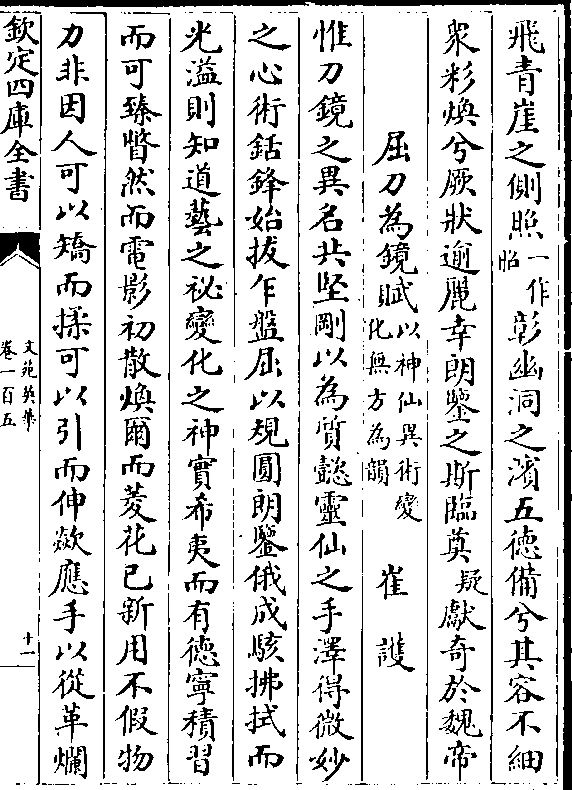 飛青崖之側照一作昭彰幽洞之濱五徳備兮其容不細
衆彩煥兮厥狀逾麗幸朗鑒之斯臨奠疑獻奇於魏帝
屈刀為鏡賦以神仙異術變化無方為韻 崔護
惟刀鏡之異名共堅剛以為質懿靈仙之手澤得微妙
之心術銛鋒始拔乍盤屈以規圓朗鑒俄成駭拂拭而
光溢則知道藝之祕變化之神實希夷而有徳寧積習
而可臻瞥然而電影初散煥爾而菱花已新用不假物
力非因人可以矯而揉可以引而伸欻應手以從革爛
欽定四庫全書
文苑英華
卷一百五
十一